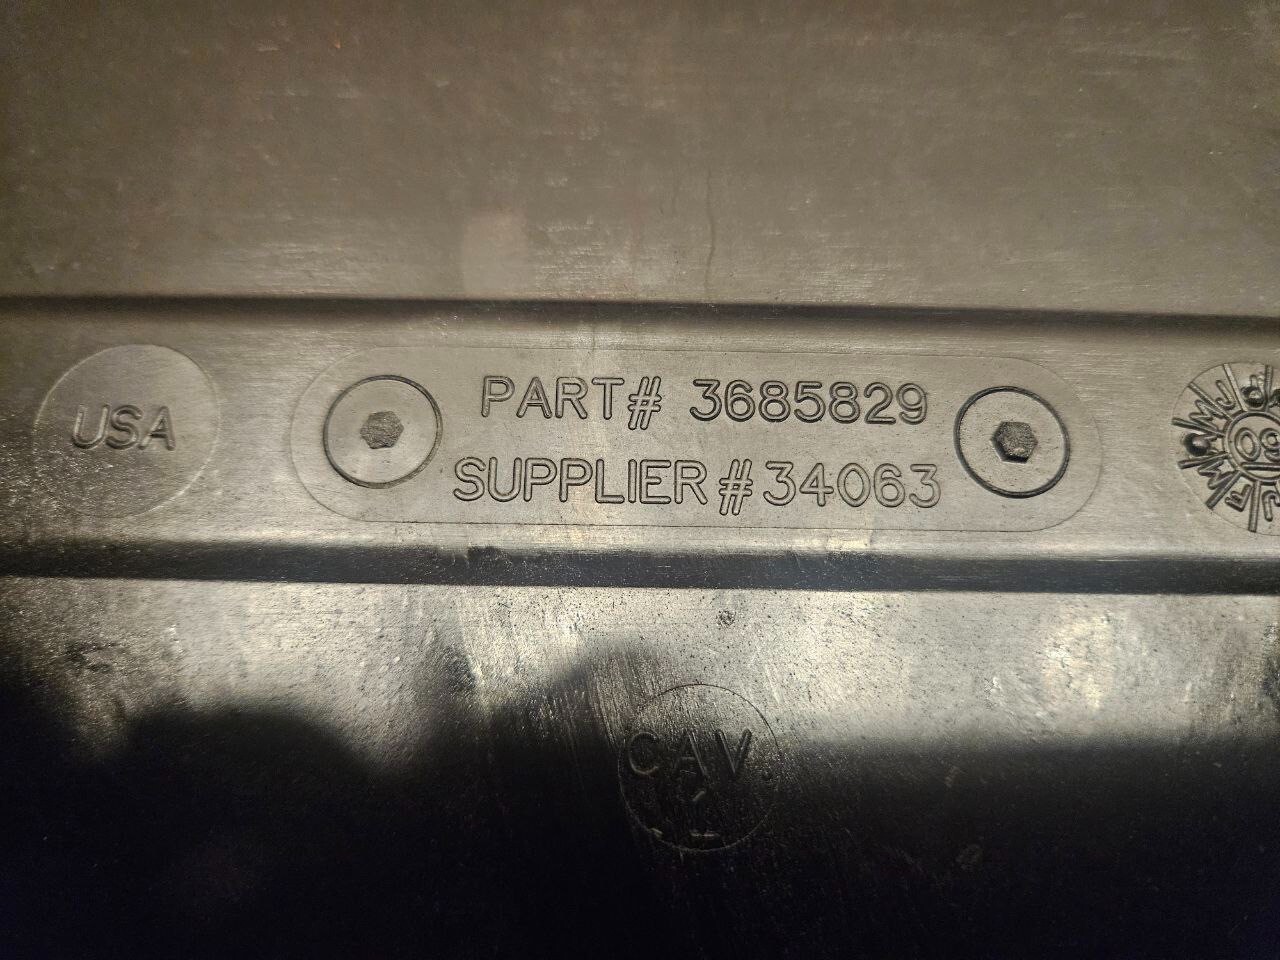 USA
PART# 3685829
SUPPLIER #34063
CAV.